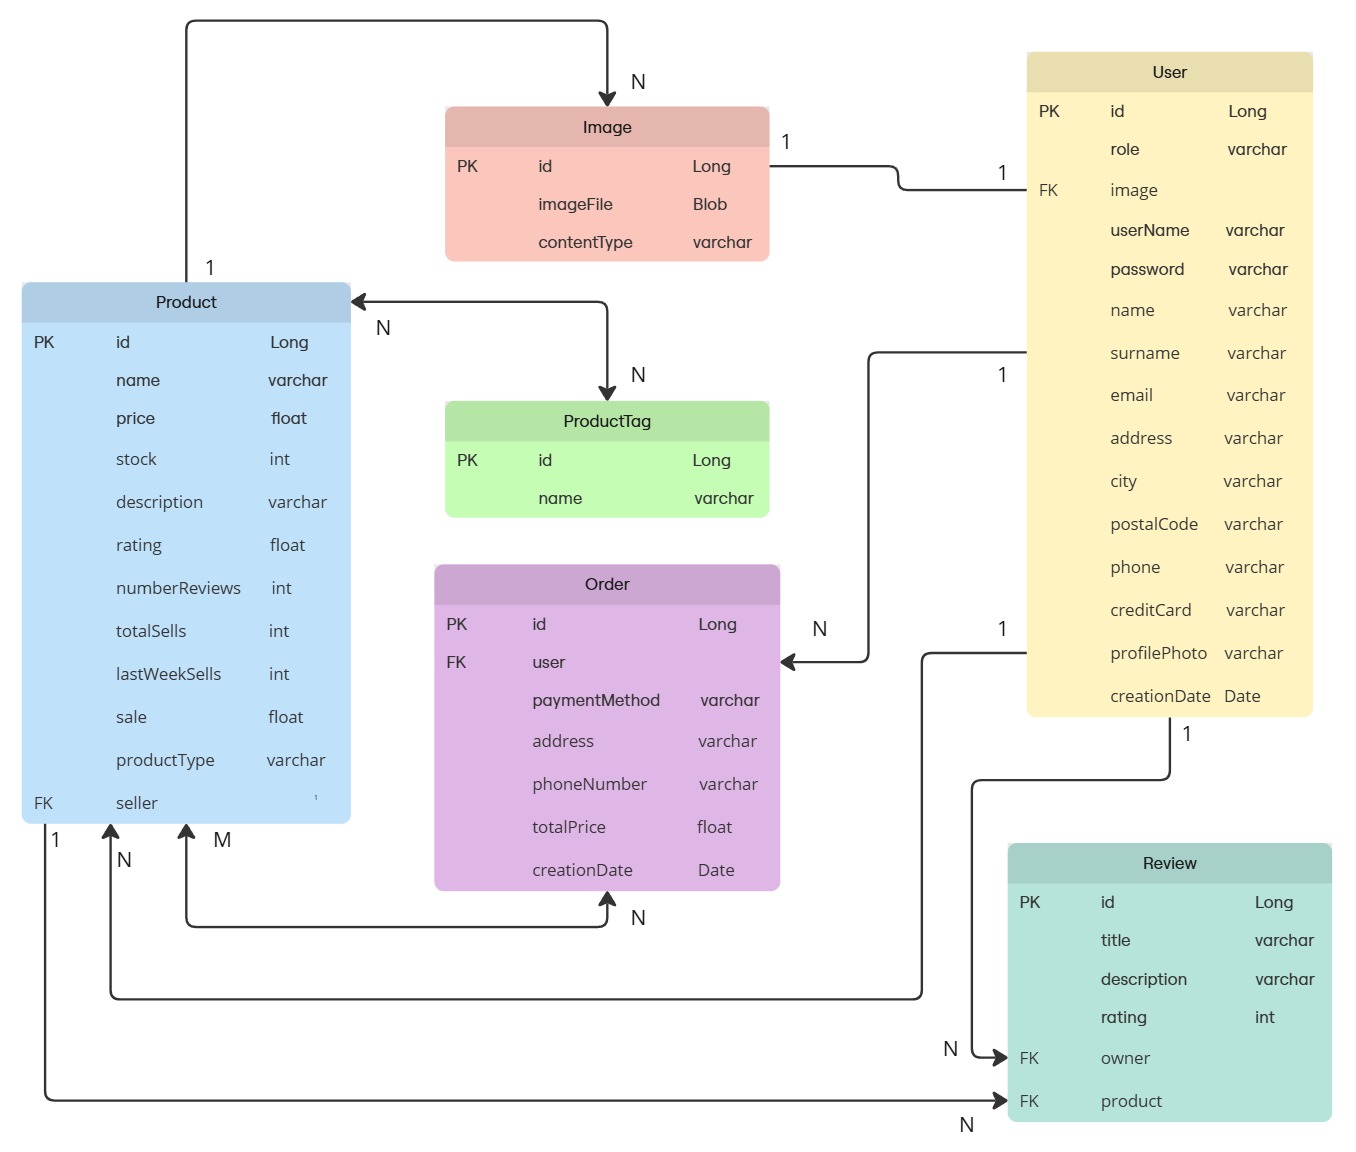 N
Image
PK id Long
imageFile Blob
contentType varchar
1
1
User
PK id Long
role varchar
FK image
userName varchar
password varchar
name varchar
surname varchar
email varchar
address varchar
city varchar
postalCode varchar
phone varchar
creditCard varchar
profilePhoto varchar
creationDate Date
1
Product
PK id Long
name varchar
price float
stock int
description varchar
rating float
numberReviews int
totalSells int
lastWeekSells int
sale float
productType varchar
FK seller 1
N
N
ProductTag
PK id Long
name varchar
1
Order
PK id Long
FK user
paymentMethod varchar
address varchar
phoneNumber varchar
totalPrice float
creationDate Date
N
1
1
1
N
M
N
Review
PK id Long
title varchar
description varchar
rating int
FK owner
FK product
N
N